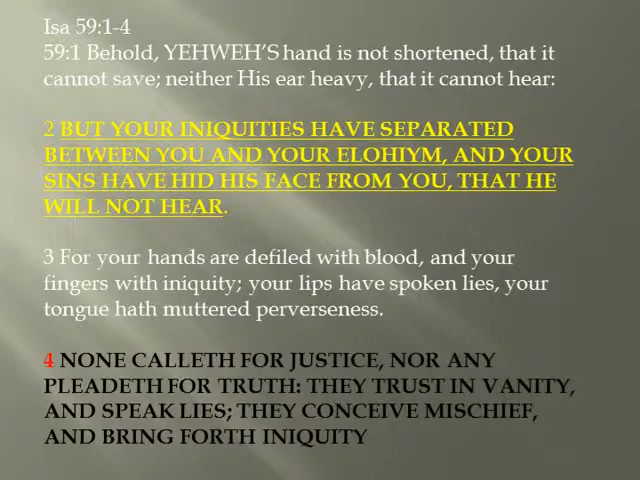 Isa 59:1-4
59:1 Behold, YEHWEH'S hand is not shortened, that it
cannot save; neither His ear heavy, that it cannot hear:
2 BUT YOUR INIQUITIES HAVE SEPARATED
BETWEEN YOU AND YOUR ELOHIYM, AND YOUR
SINS HAVE HID HIS FACE FROM YOU, THAT HE
WILL NOT HEAR.
3 For your hands are defiled with blood, and your
fingers with iniquity; your lips have spoken lies, your
tongue hath muttered perverseness.
4 NONE CALLETH FOR JUSTICE, NOR ANY
PLEADETH FOR TRUTH: THEY TRUST IN VANITY,
AND SPEAK LIES; THEY CONCEIVE MISCHIEF,
AND BRING FORTH INIQUITY